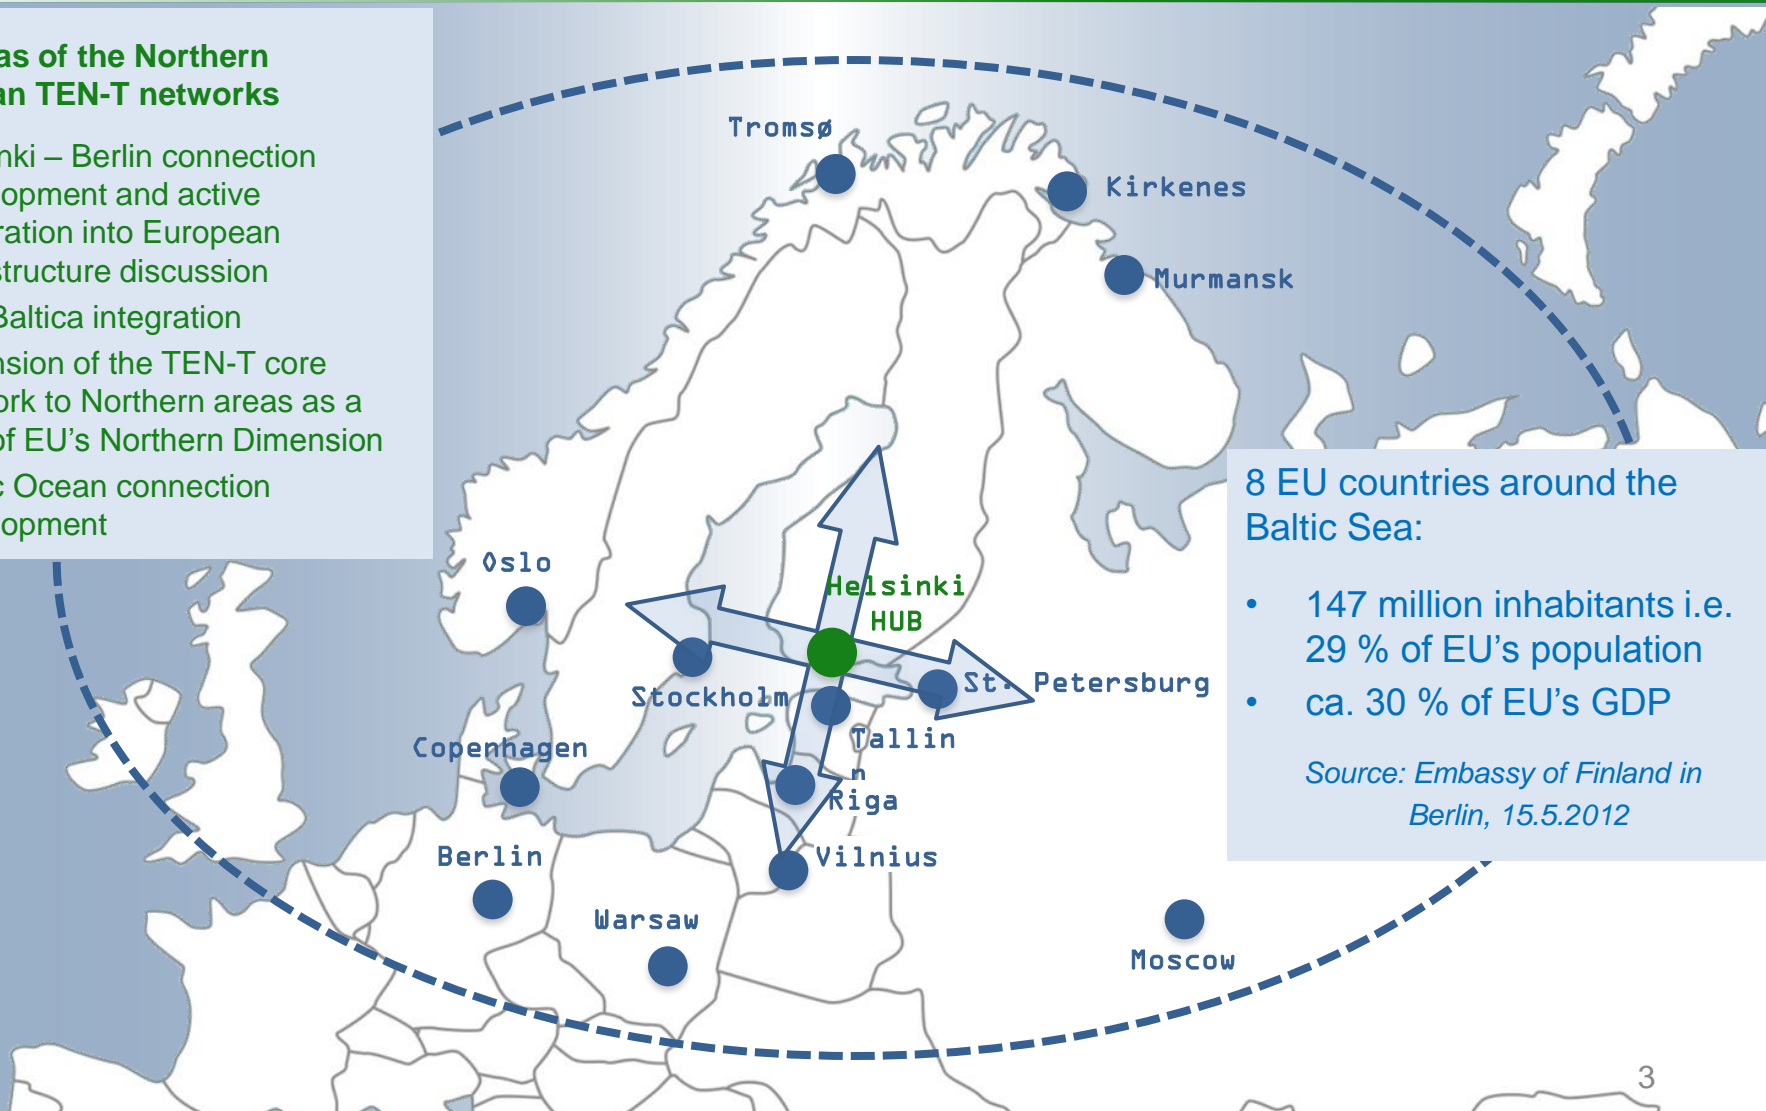 as of the Northern
an TEN-T networks
nki – Berlin connection
opment and active
ration into European
structure discussion
Baltica integration
nsion of the TEN-T core
ork to Northern areas as a
of EU's Northern Dimension
c Ocean connection
opment
Tromsø
Kirkenes
Murmansk
Oslo
Helsinki
HUB
Stockholm
St. Petersburg
Tallin
n
Copenhagen
Riga
Berlin
Vilnius
Warsaw
Moscow
8 EU countries around the
Baltic Sea:
• 147 million inhabitants i.e.
29 % of EU's population
• ca. 30 % of EU's GDP
Source: Embassy of Finland in
Berlin, 15.5.2012
3